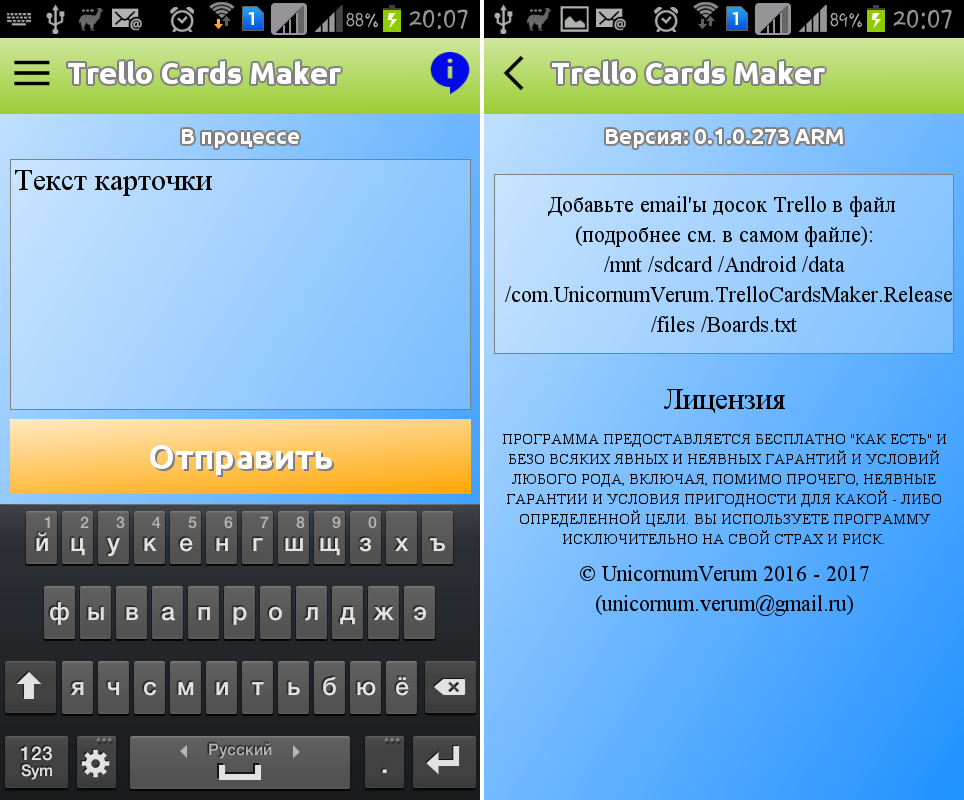 88% 20:07
Trello Cards Maker
В процессе
Текст карточки
Отправить
1 2 3 4 5 6 7 8 9 0
й ц у к е н г ш щ з х ъ
ф ы в а п р о л д ж э
я ч с м и т ь б ю ё
123
Sym
Русский
.
1 89% 20:07
Trello Cards Maker
Версия: 0.1.0.273 ARM
Добавьте email'ы досок Trello в файл
(подробнее см. в самом файле):
/mnt /sdcard /Android /data
/com.UnicornumVerum.TrelloCardsMaker.Release
/files /Boards.txt
Лицензия
ПРОГРАММА ПРЕДОСТАВЛЯЕТСЯ БЕСПЛАТНО "КАК ЕСТЬ" И
БЕЗО ВСЯКИХ ЯВНЫХ И НЕЯВНЫХ ГАРАНТИЙ И УСЛОВИЙ
ЛЮБОГО РОДА, ВКЛЮЧАЯ, ПОМИМО ПРОЧЕГО, НЕЯВНЫЕ
ГАРАНТИИ И УСЛОВИЯ ПРИГОДНОСТИ ДЛЯ КАКОЙ - ЛИБО
ОПРЕДЕЛЕННОЙ ЦЕЛИ. ВЫ ИСПОЛЬЗУЕТЕ ПРОГРАММУ
ИСКЛЮЧИТЕЛЬНО НА СВОЙ СТРАХ И РИСК.
© UnicornumVerum 2016 - 2017
(unicornum.verum@gmail.ru)